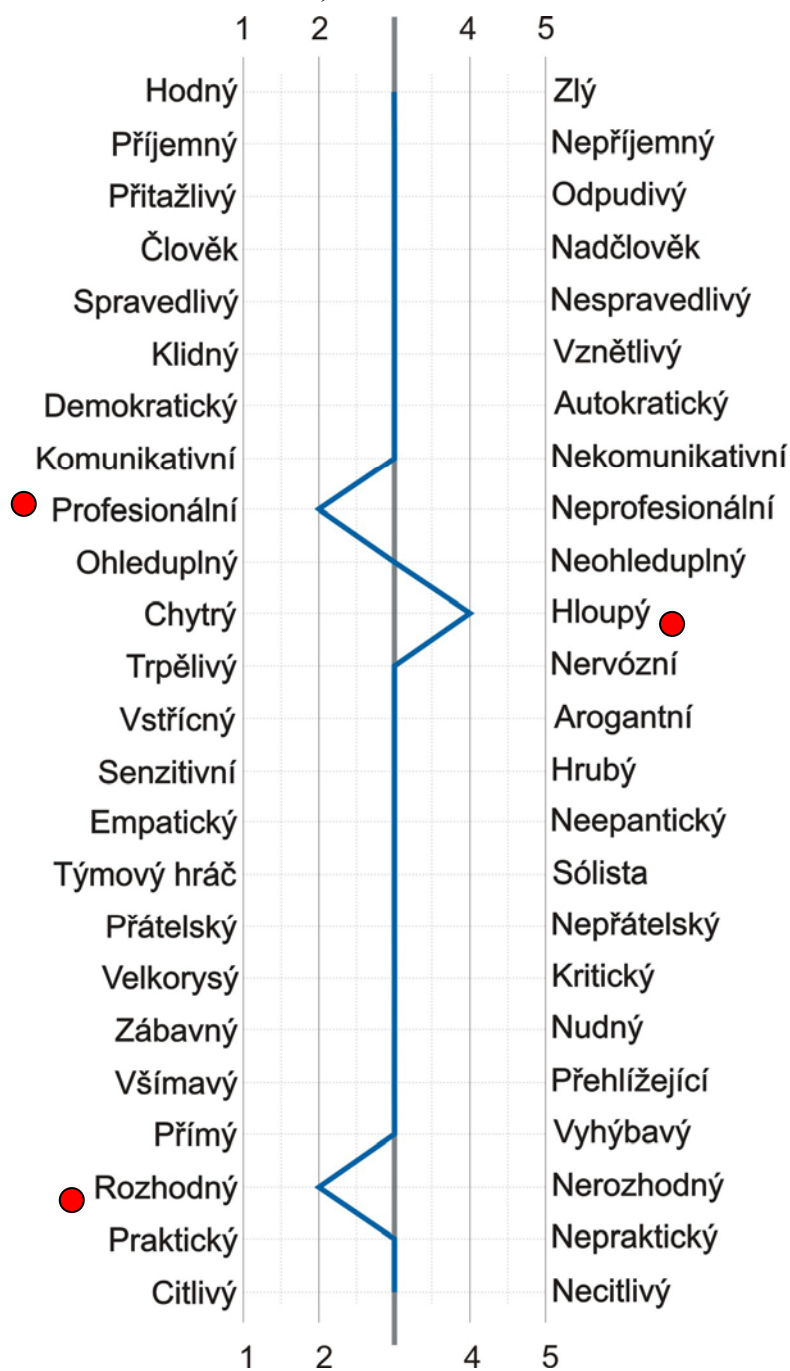 1 2 4 5
Hodný Zlý
Příjemný Nepříjemný
Přitažlivý Odpudivý
Člověk Nadčlověk
Spravedlivý Nespravedlivý
Klidný Vznětlivý
Demokratický Autokratický
Komunikativní Nekomunikativní
Profesionální Neprofesionální
Ohleduplný Neohleduplný
Chytrý Hloupý
Trpělivý Nervózní
Vstřícný Arogantní
Senzitivní Hrubý
Empatický Neepantický
Týmový hráč Sólista
Přátelský Nepřátelský
Velkorysý Kritický
Zábavný Nudný
Všímavý Přehlížející
Přímý Vyhýbavý
Rozhodný Nerozhodný
Praktický Nepraktický
Citlivý Necitlivý
1 2 4 5